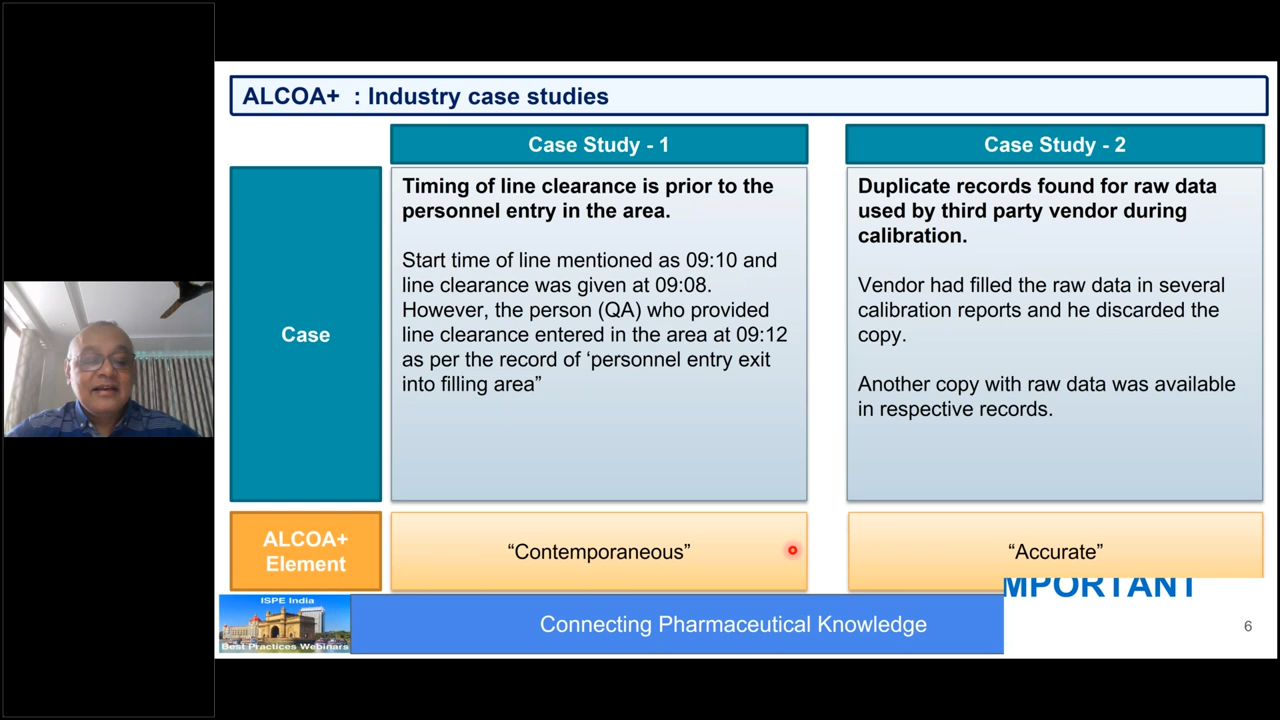 ALCOA+ : Industry case studies
Case Study - 1
Case Study - 2
Case
Timing of line clearance is prior to the
personnel entry in the area.
Start time of line mentioned as 09:10 and
line clearance was given at 09:08.
However, the person (QA) who provided
line clearance entered in the area at 09:12
as per the record of ‘personnel entry exit
into filling area”
Duplicate records found for raw data
used by third party vendor during
calibration.
Vendor had filled the raw data in several
calibration reports and he discarded the
copy.
Another copy with raw data was available
in respective records.
ALCOA+
Element
“Contemporaneous”
“Accurate”
MPORTANT
ISPE India
Best Practices Webinars
Connecting Pharmaceutical Knowledge
6